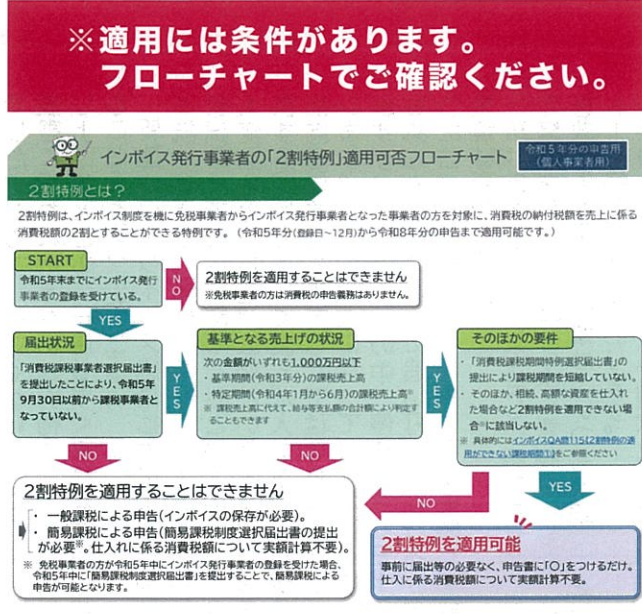 ※適用には条件があります。
フローチャートでご確認ください。
インボイス発行事業者の「2割特例」適用可否フローチャート
令和5年分の申告用
（個人事業者用）
2割特例とは？
2割特例は、インボイス制度を機に免税事業者からインボイス発行事業者となった事業者の方を対象に、消費税の納付税額を売上に係る
消費税額の2割とすることができる特例です。（令和5年分（登録日～12月）から令和8年分の申告まで適用可能です。）
START
令和5年末までにインボイス発行
事業者の登録を受けている。
NO
2割特例を適用することはできません
※免税事業者の方は消費税の申告義務はありません。
YES
届出状況
「消費税課税事業者選択届出書」
を提出したことにより、令和5年
9月30日以前から課税事業者と
なっていない。
YES
基準となる売上げの状況
次の金額がいずれも1,000万円以下
・基準期間（令和3年分）の課税売上高
・特定期間（令和4年1月から6月）の課税売上高※
※ 課税売上高に代えて、給与等支払額の合計額により判定す
ることもできます
YES
そのほかの要件
・「消費税課税期間特例選択届出書」の
提出により課税期間を短縮していない。
・そのほか、相続、高額な資産を仕入れ
た場合など2割特例を適用できない場
合※に該当しない。
※ 具体的にはインボイスQA問115【2割特例の適
用ができない課税期間①】をご参照ください
NO
NO
NO
YES
2割特例を適用することはできません
・ 一般課税による申告（インボイスの保存が必要）。
・ 簡易課税による申告（簡易課税制度選択届出書の提出
が必要※。仕入れに係る消費税額について実額計算不要）。
※ 免税事業者の方が令和5年中にインボイス発行事業者の登録を受けた場合、
令和5年中に「簡易課税制度選択届出書」を提出することで、簡易課税による
申告が可能となります。
2割特例を適用可能
事前に届出等の必要なく、申告書に「○」をつけるだけ。
仕入に係る消費税額について実額計算不要。